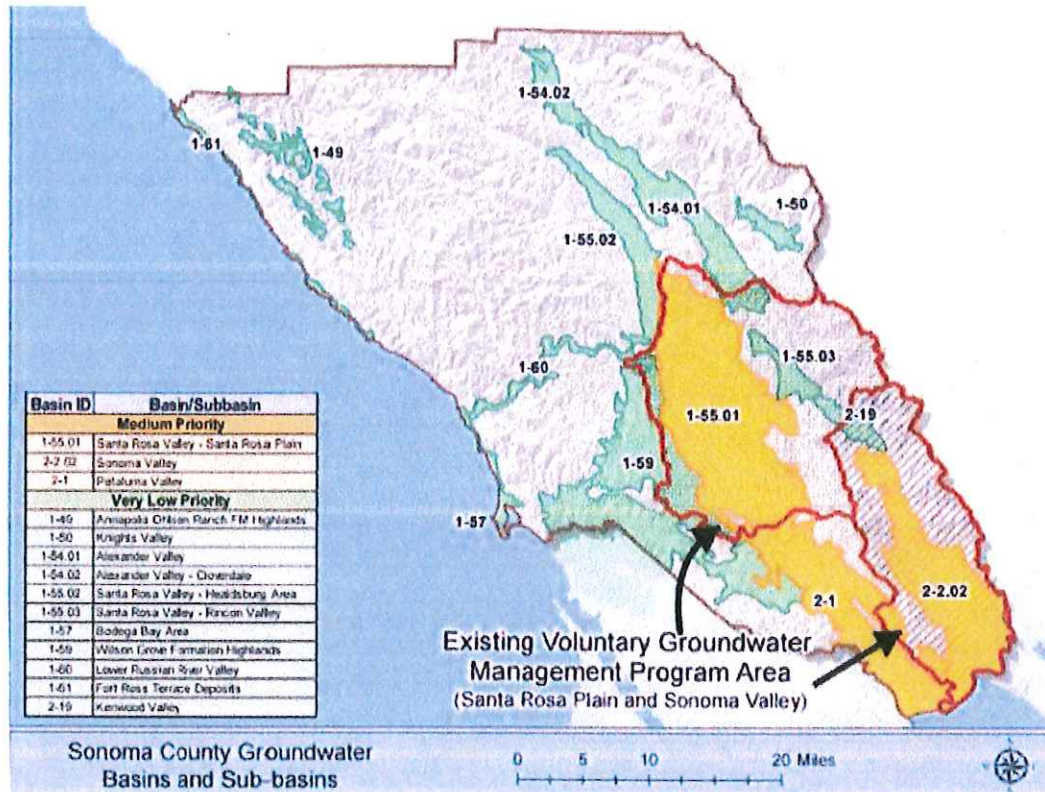 1-54.02
1-61
1-49
1-50
1-54.01
1-55.02
1-55.03
1-60
1-55.01
2-19
1-59
1-57
2-1
2-2.02
Basin ID Basin/Subbasin
Medium Priority
1-55.01 Santa Rosa Valley - Santa Rosa Plain
2-2.02 Sonoma Valley
2-1 Petaluma Valley
Very Low Priority
1-49 Annapolis Ohlson Ranch FM Highlands
1-50 Knights Valley
1-54.01 Alexander Valley
1-54.02 Alexander Valley - Cloverdale
1-55.02 Santa Rosa Valley - Healdsburg Area
1-55.03 Santa Rosa Valley - Rincon Valley
1-57 Bodega Bay Area
1-59 Wilson Grove Formation Highlands
1-60 Lower Russian River Valley
1-61 Fort Ross Terrace Deposits
2-19 Kenwood Valley
Existing Voluntary Groundwater
Management Program Area
(Santa Rosa Plain and Sonoma Valley)
Sonoma County Groundwater
Basins and Sub-basins
0 5 10 20 Miles